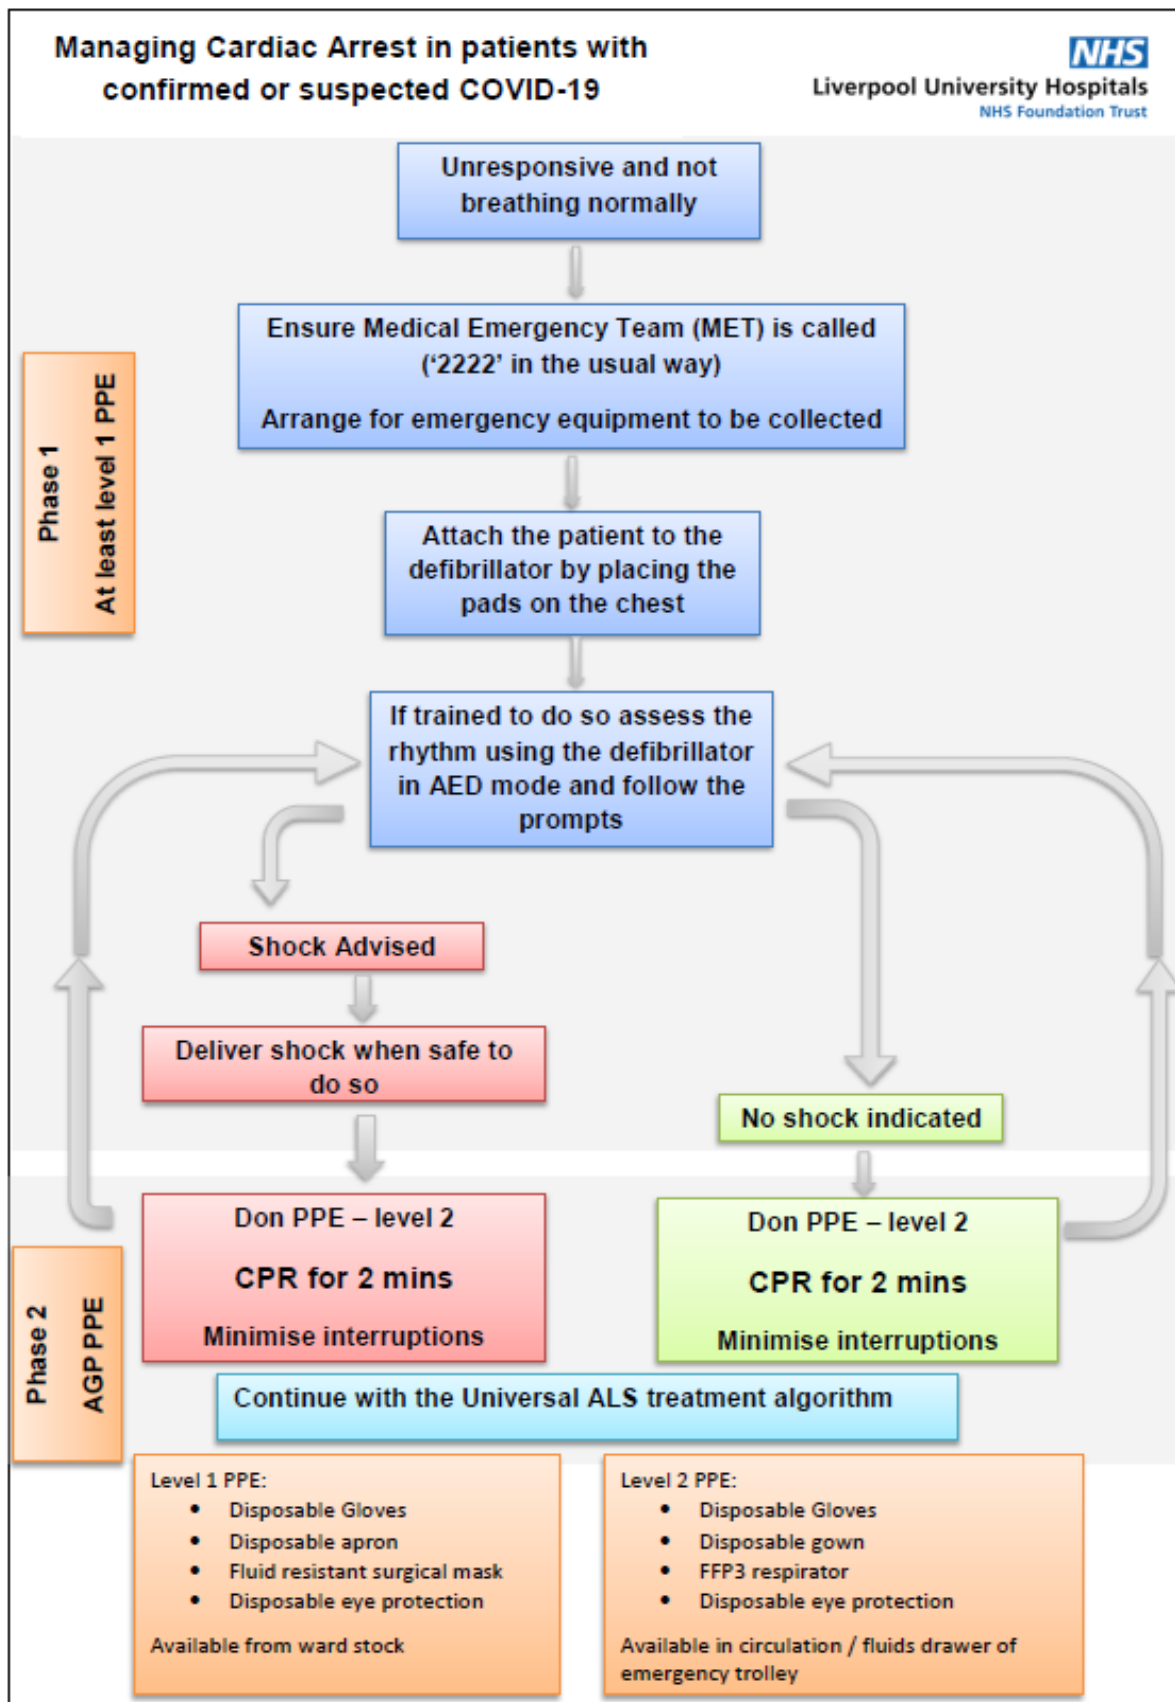 Managing Cardiac Arrest in patients with
confirmed or suspected COVID-19
NHS
Liverpool University Hospitals
NHS Foundation Trust
Unresponsive and not
breathing normally
Ensure Medical Emergency Team (MET) is called
(‘2222’ in the usual way)
Arrange for emergency equipment to be collected
Phase 1
At least level 1 PPE
Attach the patient to the
defibrillator by placing the
pads on the chest
If trained to do so assess the
rhythm using the defibrillator
in AED mode and follow the
prompts
Shock Advised
Deliver shock when safe to
do so
No shock indicated
Phase 2
AGP PPE
Don PPE – level 2
CPR for 2 mins
Minimise interruptions
Don PPE – level 2
CPR for 2 mins
Minimise interruptions
Continue with the Universal ALS treatment algorithm
Level 1 PPE:
• Disposable Gloves
• Disposable apron
• Fluid resistant surgical mask
• Disposable eye protection
Available from ward stock
Level 2 PPE:
• Disposable Gloves
• Disposable gown
• FFP3 respirator
• Disposable eye protection
Available in circulation / fluids drawer of
emergency trolley